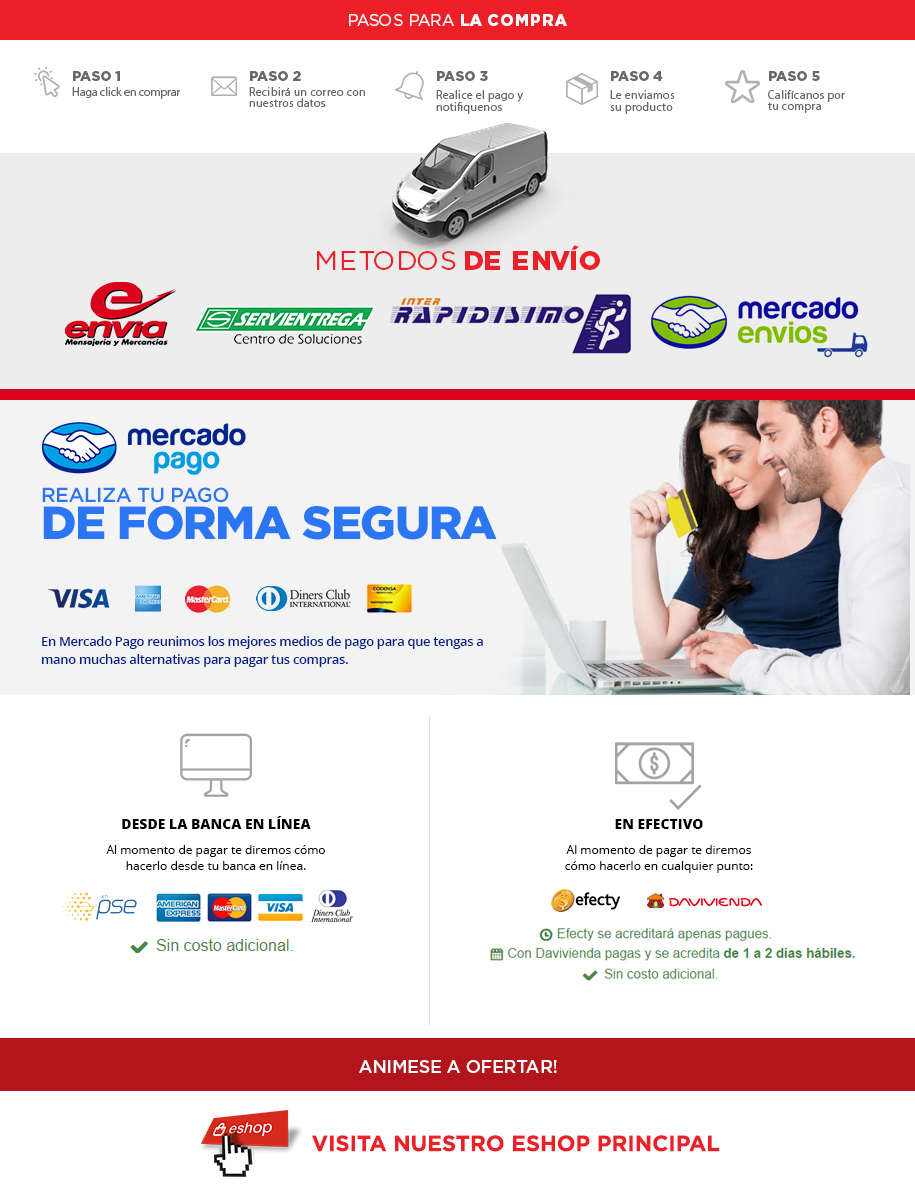 PASOS PARA LA COMPRA
PASO 1
Haga click en comprar
PASO 2
Recibirá un correo con
nuestros datos
PASO 3
Realice el pago y
notifiquenos
PASO 4
Le enviamos
su producto
PASO 5
Califícanos por
tu compra
METODOS DE ENVÍO
e
envia
Mensajería y Mercancías
SERVIENTREGA
Centro de Soluciones
INTER
RAPIDISIMO
mercado
envios
mercado
pago
REALIZA TU PAGO
DE FORMA SEGURA
VISA
AMERICAN
EXPRESS
MasterCard
Diners Club
INTERNATIONAL
CODENSA
En Mercado Pago reunimos los mejores medios de pago para que tengas a
mano muchas alternativas para pagar tus compras.
DESDE LA BANCA EN LÍNEA
Al momento de pagar te diremos cómo
hacerlo desde tu banca en línea.
pse
AMERICAN
EXPRESS
MasterCard
VISA
Diners Club
International
Sin costo adicional.
EN EFECTIVO
Al momento de pagar te diremos
cómo hacerlo en cualquier punto:
efecty
DAVIVIENDA
Efecty se acreditará apenas pagues.
Con Davivienda pagas y se acredita de 1 a 2 días hábiles.
Sin costo adicional.
ANIMESE A OFERTAR!
eshop
VISITA NUESTRO ESHOP PRINCIPAL